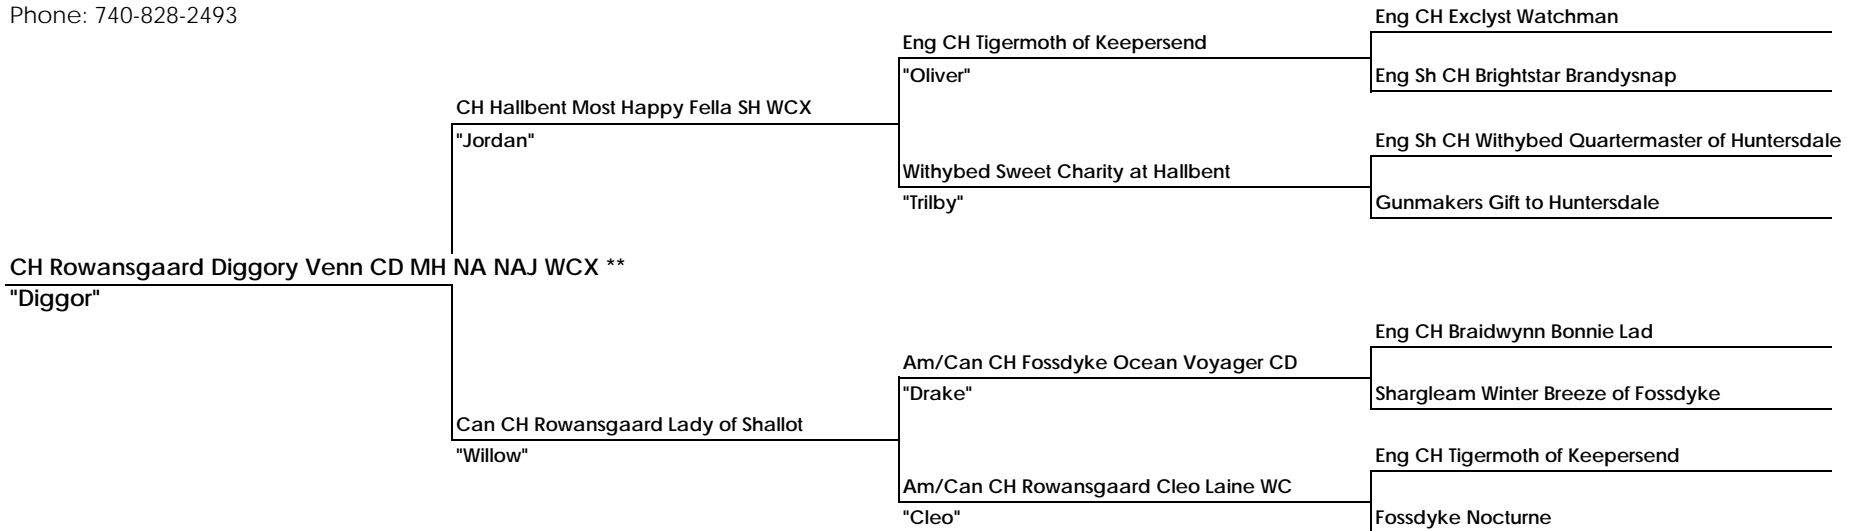 Phone: 740-828-2493
Eng CH Exclyst Watchman
Eng CH Tigermoth of Keepersend
"Oliver"
Eng Sh CH Brightstar Brandysnap
CH Hallbent Most Happy Fella SH WCX
"Jordan"
Eng Sh CH Withybed Quartermaster of Huntersdale
Withybed Sweet Charity at Hallbent
"Trilby"
Gunmakers Gift to Huntersdale
CH Rowansgaard Diggory Venn CD MH NA NAJ WCX **
"Diggor"
Eng CH Braidwynn Bonnie Lad
Am/Can CH Fossdyke Ocean Voyager CD
"Drake"
Shargleam Winter Breeze of Fossdyke
Can CH Rowansgaard Lady of Shallot
"Willow"
Eng CH Tigermoth of Keepersend
Am/Can CH Rowansgaard Cleo Laine WC
"Cleo"
Fossdyke Nocturne